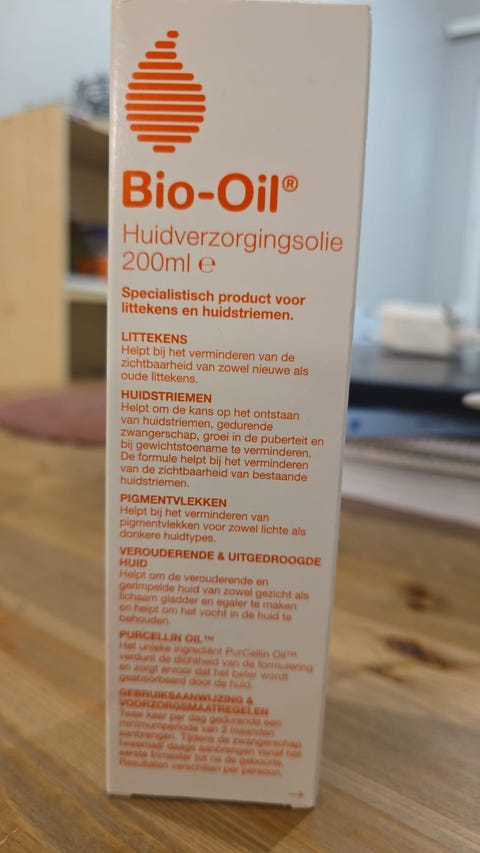 Bio-Oil®
Huidverzorgingsolie
200ml ℮
Specialistisch product voor
littekens en huidstriemen.
LITTEKENS
Helpt bij het verminderen van de
zichtbaarheid van zowel nieuwe als
oude littekens.
HUIDSTRIEMEN
Helpt om de kans op het ontstaan
van huidstriemen, gedurende
zwangerschap, groei in de puberteit en
bij gewichtstoename te verminderen.
De formule helpt bij het verminderen
van de zichtbaarheid van bestaande
huidstriemen.
PIGMENTVLEKKEN
Helpt bij het verminderen van
pigmentvlekken voor zowel lichte als
donkere huidtypes.
VEROUDERENDE & UITGEDROOGDE
HUID
Helpt om de verouderende en
gerimpelde huid van zowel gezicht als
lichaam gladder en egaler te maken
en helpt om het vocht in de huid te
behouden.
PURCELLIN OIL™
Het unieke ingrediënt PurCellin Oil™
verdunt de dichtheid van de formulering
en zorgt ervoor dat het beter wordt
geabsorbeerd door de huid.
GEBRUIKSAANWIJZING &
VOORZORGSMAATREGELEN
Twee keer per dag gedurende een
minimumperiode van 3 maanden
aanbrengen. Tijdens de zwangerschap
tweemaal daags aanbrengen vanaf het
eerste trimester tot na de geboorte.
Resultaten verschillen per persoon.
→